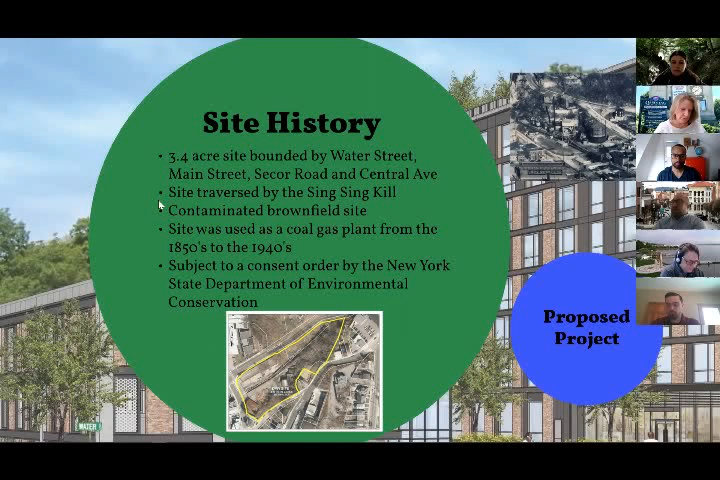 Site History
• 3.4 acre site bounded by Water Street,
Main Street, Secor Road and Central Ave
• Site traversed by the Sing Sing Kill
• Contaminated brownfield site
• Site was used as a coal gas plant from the
1850's to the 1940's
• Subject to a consent order by the New York
State Department of Environmental
Conservation
Proposed
Project
WATER